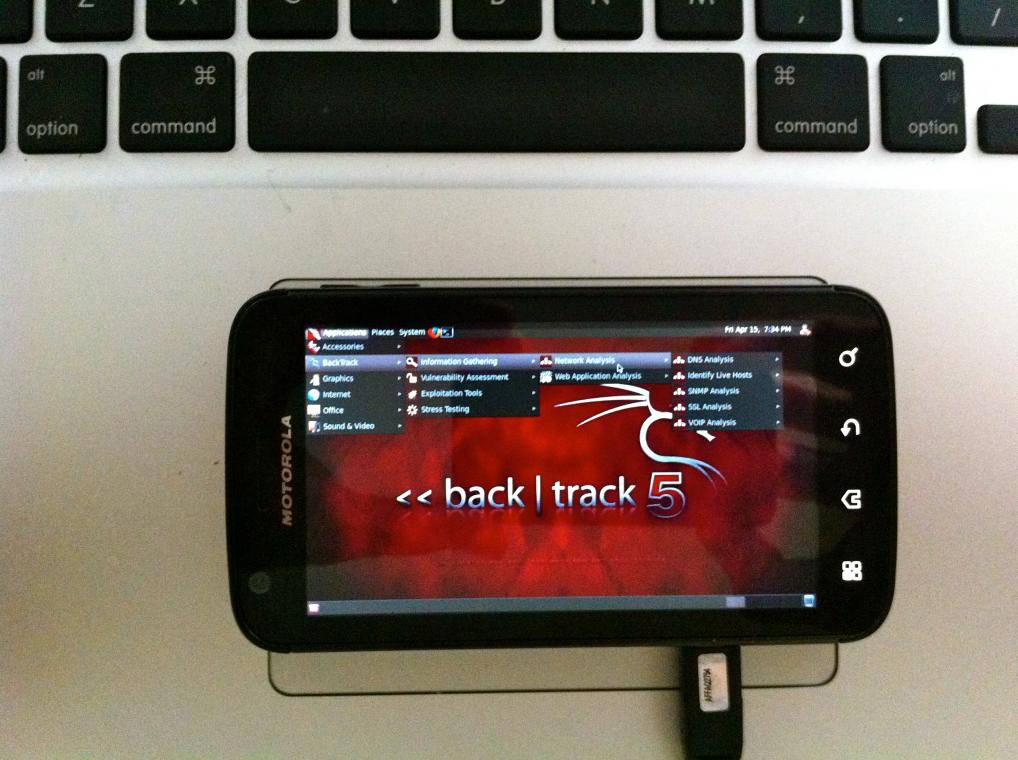 Z X C V B N M , . /
alt
option
⌘
command
⌘
command
alt
option
MOTOROLA
Applications Places System
Fri Apr 15, 7:34 PM
Accessories
BackTrack
Graphics
Internet
Office
Sound & Video
Information Gathering
Vulnerability Assessment
Exploitation Tools
Stress Testing
Network Analysis
Web Application Analysis
DNS Analysis
Identify Live Hosts
SNMP Analysis
SSL Analysis
VOIP Analysis
<< back | track 5